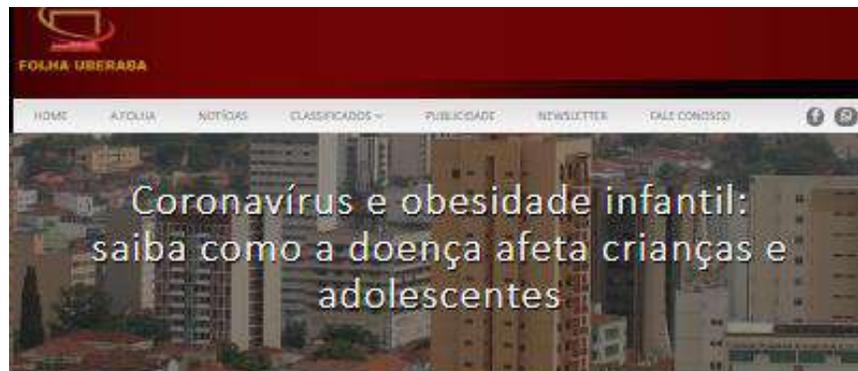 FOLHA UBERABA
HOME A FOLHA NOTÍCIAS CLASSIFICADOS PUBLICIDADE NEWSLETTER FALE CONOSCO
Coronavírus e obesidade infantil:
saiba como a doença afeta crianças e
adolescentes